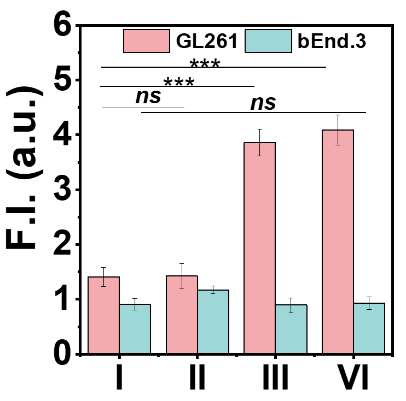 6
GL261 bEnd.3
***
5
***
ns
ns
4
3
2
1
0
F.I. (a.u.)
I II III VI